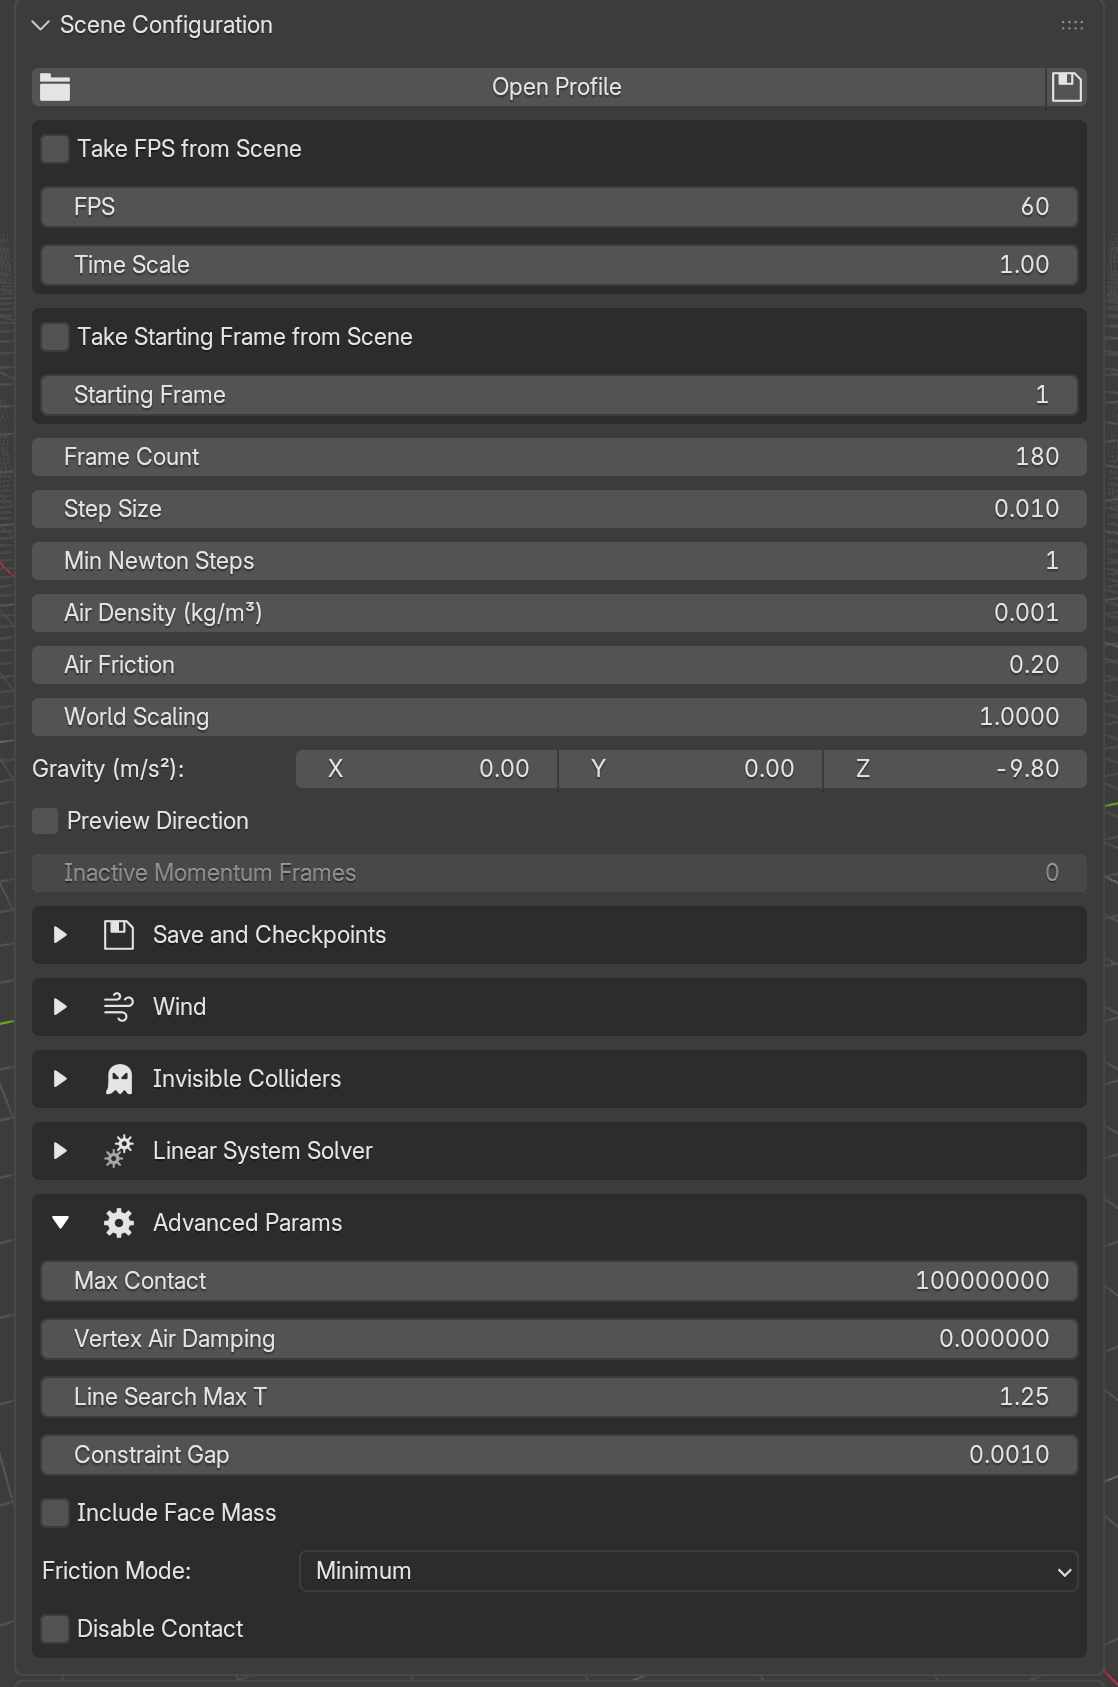 Scene Configuration
Open Profile
Take FPS from Scene
FPS 60
Time Scale 1.00
Take Starting Frame from Scene
Starting Frame 1
Frame Count 180
Step Size 0.010
Min Newton Steps 1
Air Density (kg/m³) 0.001
Air Friction 0.20
World Scaling 1.0000
Gravity (m/s²): X 0.00 Y 0.00 Z -9.80
Preview Direction
Inactive Momentum Frames 0
Save and Checkpoints
Wind
Invisible Colliders
Linear System Solver
Advanced Params
Max Contact 100000000
Vertex Air Damping 0.000000
Line Search Max T 1.25
Constraint Gap 0.0010
Include Face Mass
Friction Mode: Minimum
Disable Contact